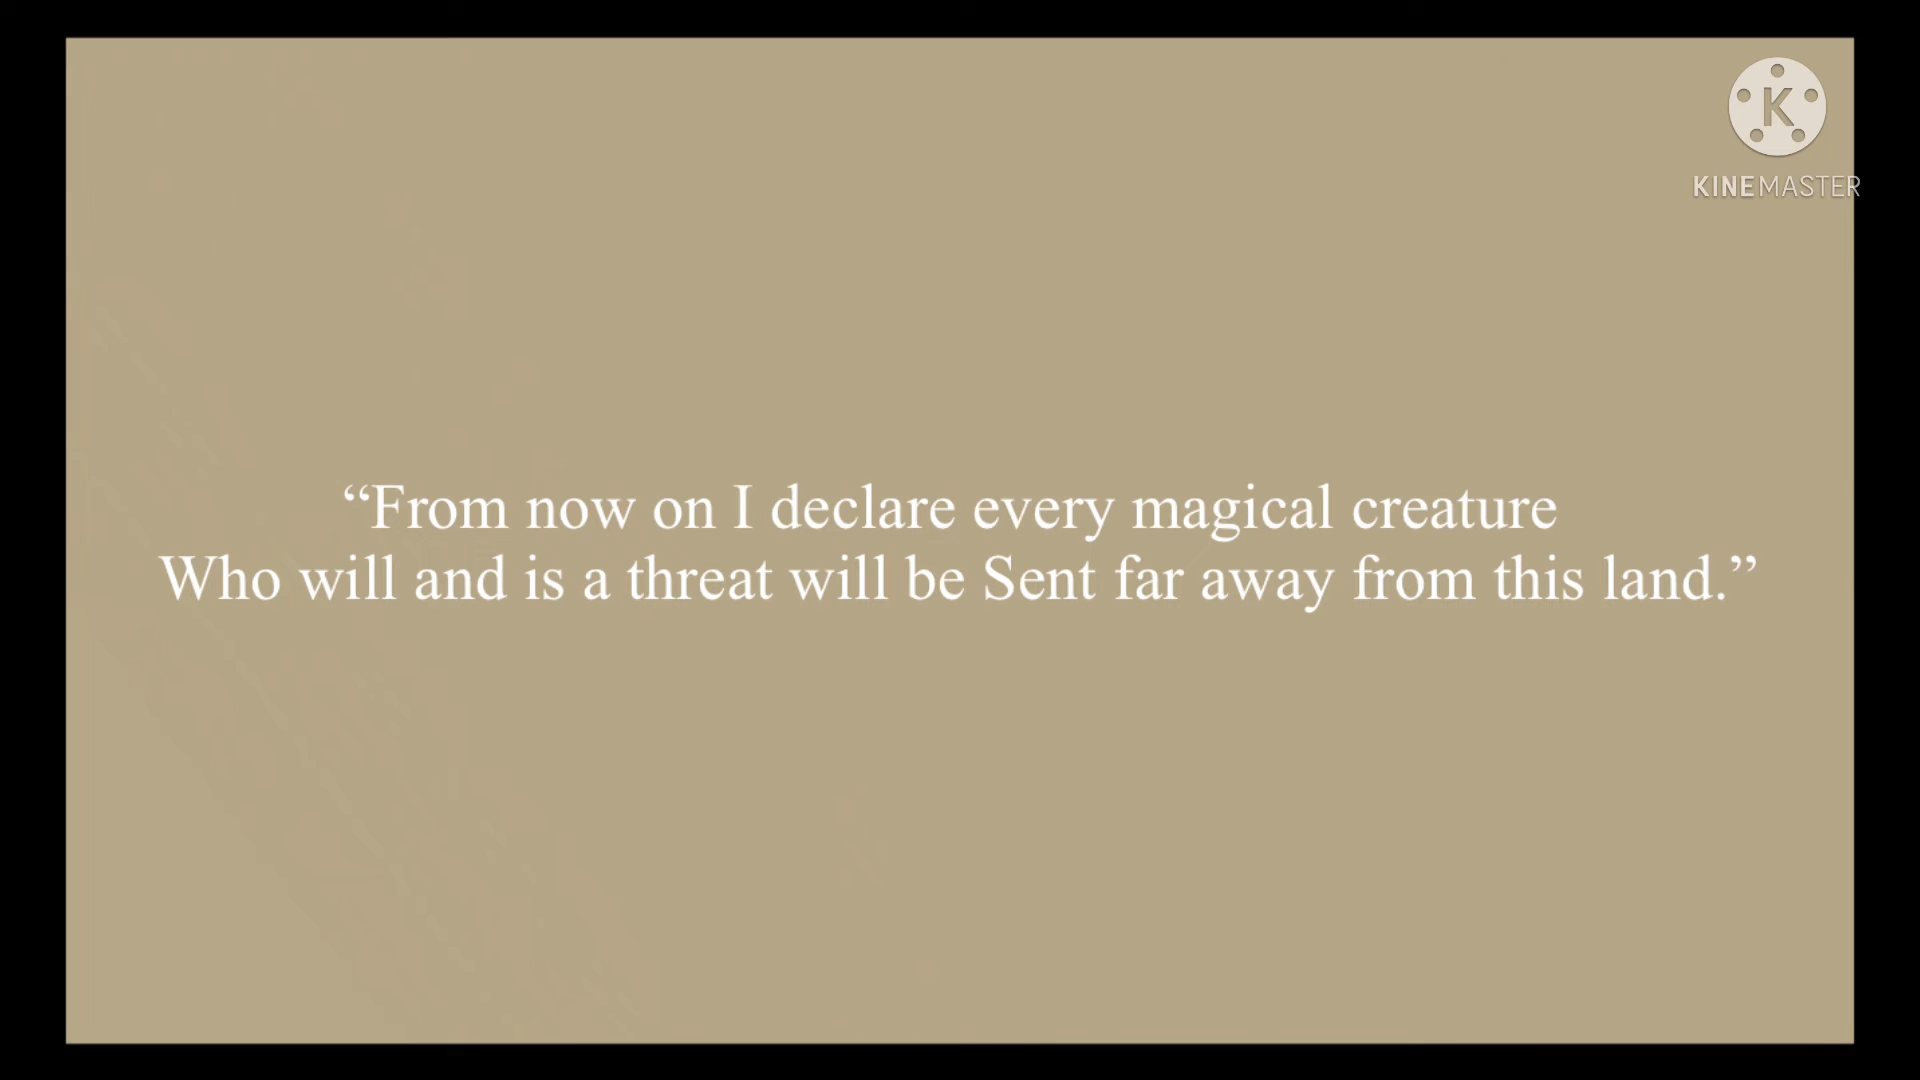 K
KINEMASTER
“From now on I declare every magical creature
Who will and is a threat will be Sent far away from this land.”